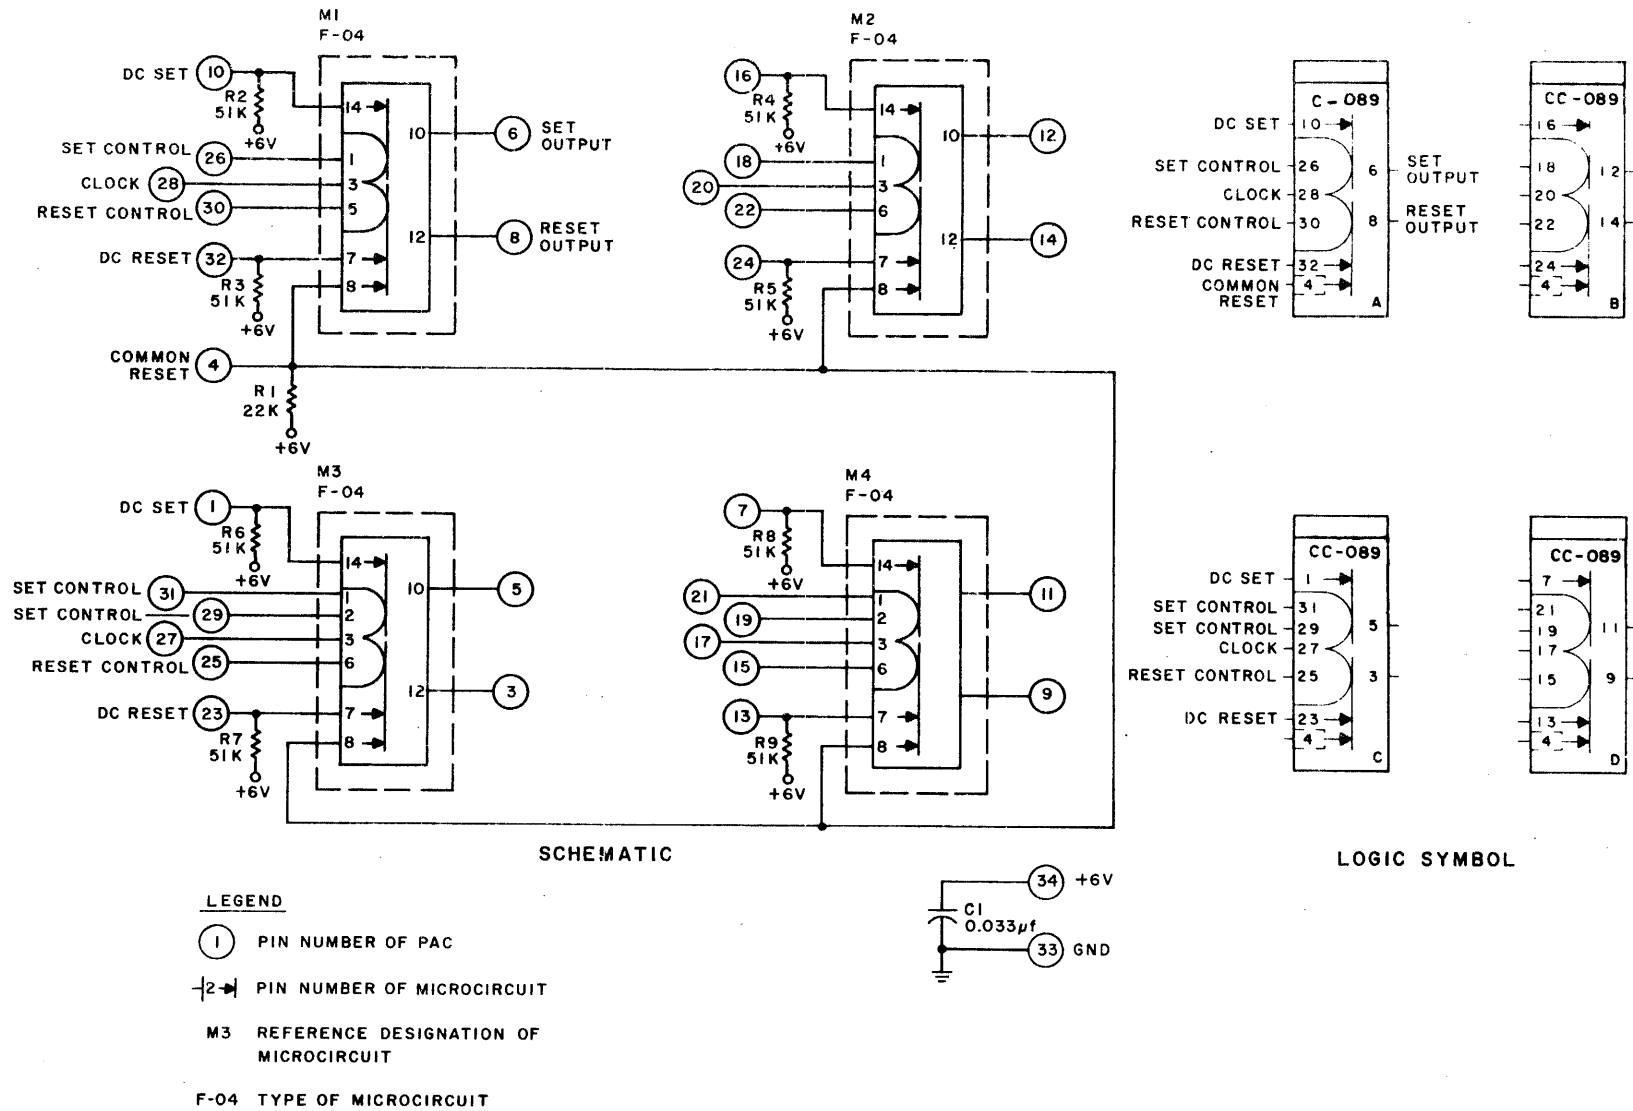 M1
F-04
DC SET 10
R2
51K
+6V
SET CONTROL 26
CLOCK 28
RESET CONTROL 30
DC RESET 32
R3
51K
+6V
14
1
3
5
7
8
10
12
6 SET
OUTPUT
8 RESET
OUTPUT
COMMON
RESET 4
R1
22K
+6V
M2
F-04
16
R4
51K
+6V
18
20
22
24
R5
51K
+6V
14
1
3
6
7
8
10
12
12
14
M3
F-04
DC SET 1
R6
51K
+6V
SET CONTROL 31
SET CONTROL 29
CLOCK 27
RESET CONTROL 25
DC RESET 23
R7
51K
+6V
14
1
2
3
6
7
8
10
12
5
3
M4
F-04
7
R8
51K
+6V
21
19
17
15
13
R9
51K
+6V
14
1
2
3
6
7
8
11
9
SCHEMATIC
34 +6V
C1
0.033μf
33 GND
C-089
DC SET 10
SET CONTROL 26
CLOCK 28
RESET CONTROL 30
DC RESET 32
COMMON
RESET 4
6 SET
OUTPUT
8 RESET
OUTPUT
A
CC-089
16
18
20
22
24
4
12
14
B
CC-089
DC SET 1
SET CONTROL 31
SET CONTROL 29
CLOCK 27
RESET CONTROL 25
DC RESET 23
4
5
3
C
CC-089
7
21
19
17
15
13
4
11
9
D
LOGIC SYMBOL
LEGEND
1 PIN NUMBER OF PAC
2 PIN NUMBER OF MICROCIRCUIT
M3 REFERENCE DESIGNATION OF
MICROCIRCUIT
F-04 TYPE OF MICROCIRCUIT